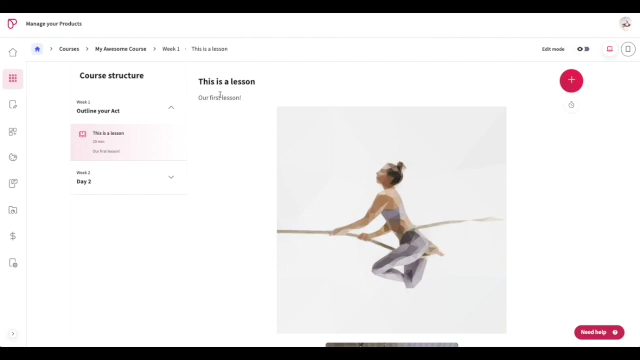 Manage your Products
Courses > My Awesome Course > Week 1 · This is a lesson
Edit mode
Course structure
Week 1
Outline your Act
This is a lesson
20 min
Our first lesson!
Week 2
Day 2
This is a lesson
Our first lesson!
Need help